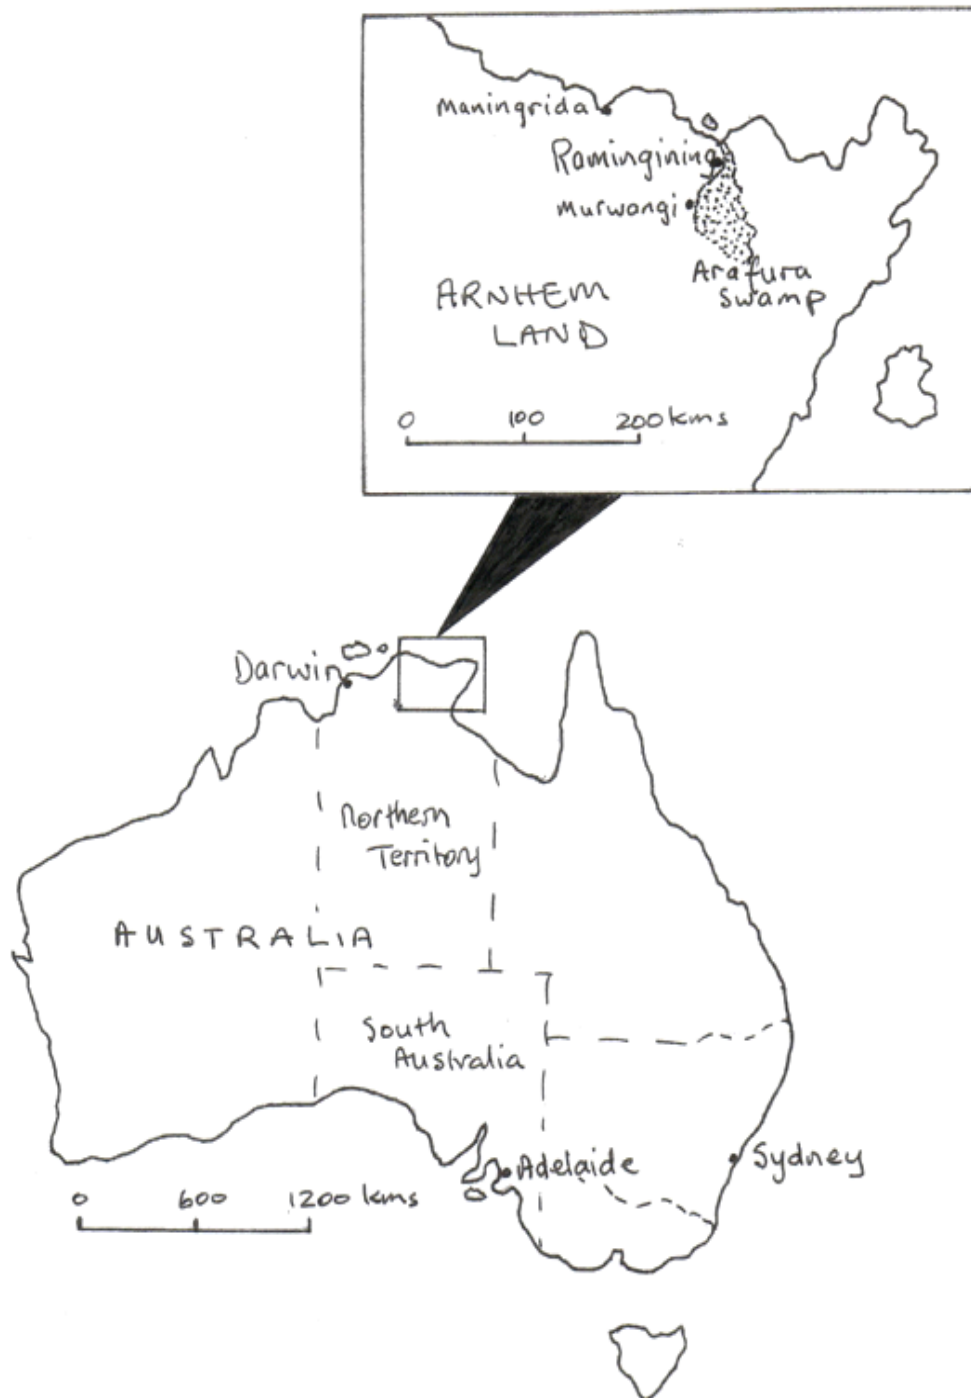 Maningrida
Ramingining
Murwangi
Arafura
Swamp
ARNHEM
LAND
0 100 200 kms
Darwin
Northern
Territory
AUSTRALIA
South
Australia
Adelaide
Sydney
0 600 1200 kms